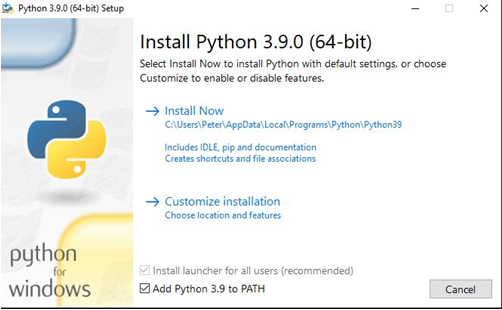 Python 3.9.0 (64-bit) Setup
Install Python 3.9.0 (64-bit)
Select Install Now to install Python with default settings, or choose
Customize to enable or disable features.
Install Now
C:\Users\Peter\AppData\Local\Programs\Python\Python39
Includes IDLE, pip and documentation
Creates shortcuts and file associations
Customize installation
Choose location and features
python
for
windows
Install launcher for all users (recommended)
Add Python 3.9 to PATH
Cancel